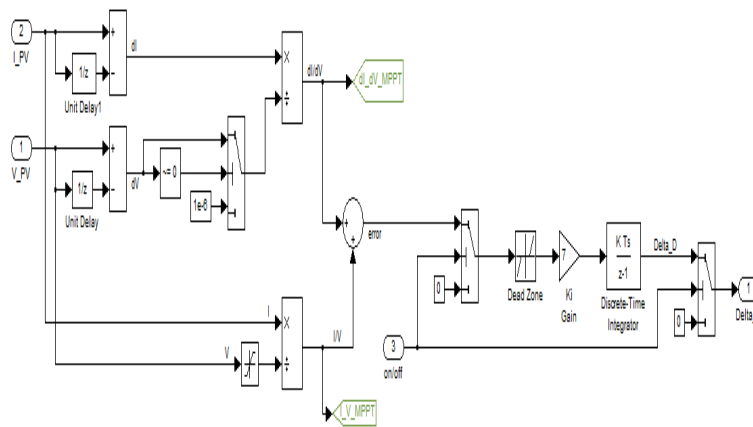 2
I_PV
+
-
dI
1/z
Unit Delay1
×
÷
dI/dV
dI_dV_MPPT
1
V_PV
+
-
dV
~= 0
1/z
Unit Delay
1e-6
+
+
error
0
Dead Zone
7
Ki
Gain
K Ts
z-1
Discrete-Time
Integrator
Delta_D
0
1
Delta_
I
×
V
÷
I/V
3
on/off
I_V_MPPT